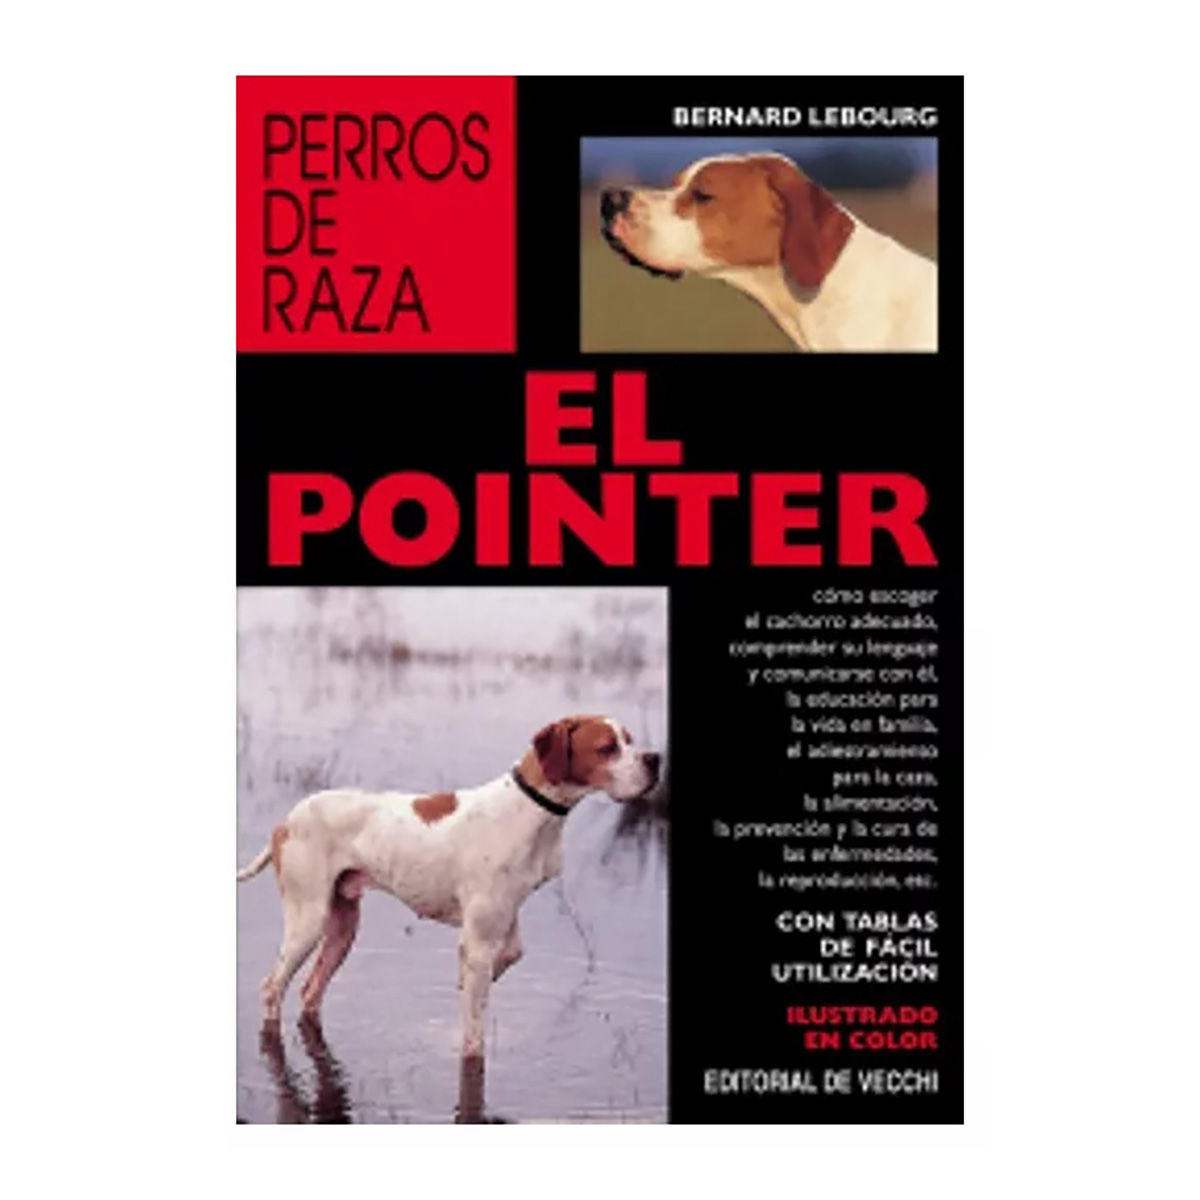 PERROS
DE
RAZA
BERNARD LEBOURG
EL
POINTER
cómo escoger
el cachorro adecuado,
comprender su lenguaje
y comunicarse con él,
la educación para
la vida en familia,
el adiestramiento
para la caza,
la alimentación,
la prevención y la cura de
las enfermedades,
la reproducción, etc.
CON TABLAS
DE FÁCIL
UTILIZACIÓN
ILUSTRADO
EN COLOR
EDITORIAL DE VECCHI